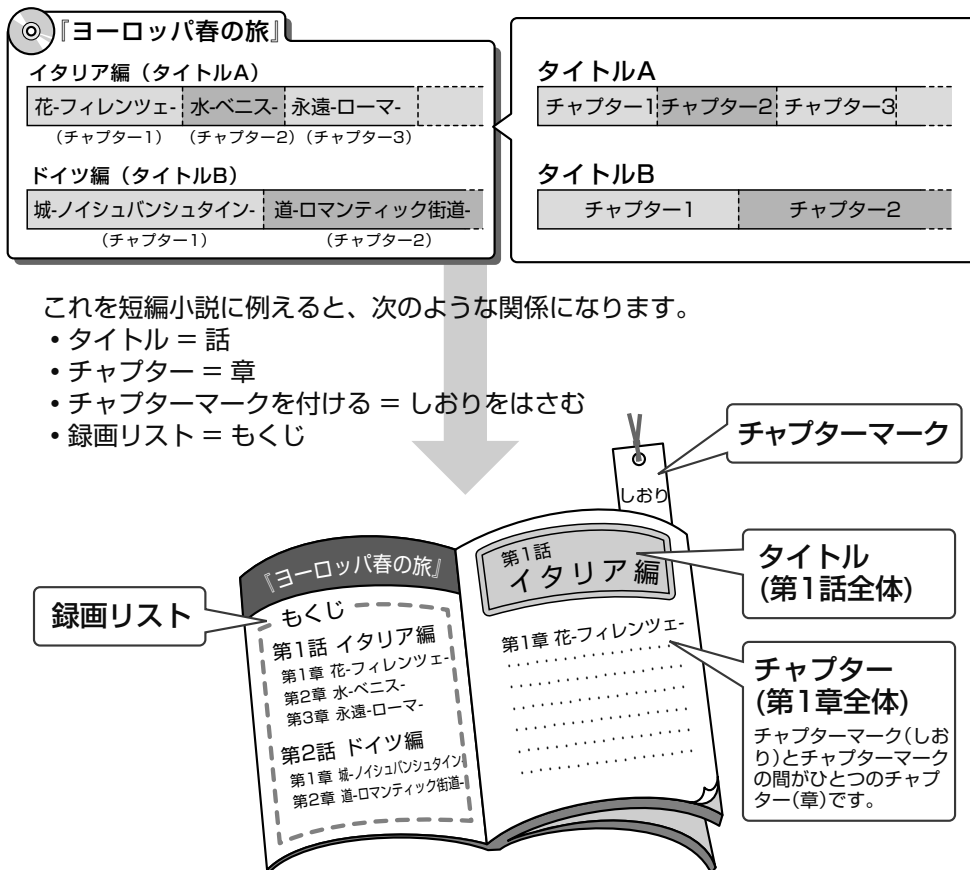 『ヨーロッパ春の旅』
イタリア編(タイトルA)
花-フィレンツェ- 水-ベニス- 永遠-ローマ-
(チャプター1) (チャプター2) (チャプター3)
ドイツ編(タイトルB)
城-ノイシュバンシュタイン- 道-ロマンティック街道-
(チャプター1) (チャプター2)
タイトルA
チャプター1 チャプター2 チャプター3
タイトルB
チャプター1 チャプター2
これを短編小説に例えると、次のような関係になります。
• タイトル = 話
• チャプター = 章
• チャプターマークを付ける = しおりをはさむ
• 録画リスト = もくじ
チャプターマーク
しおり
録画リスト
『ヨーロッパ春の旅』
もくじ
第1話 イタリア編
第1章 花-フィレンツェ-
第2章 水-ベニス-
第3章 永遠-ローマ-
第2話 ドイツ編
第1章 城-ノイシュバンシュタイン-
第2章 道-ロマンティック街道-
第1話
イタリア編
第1章 花-フィレンツェ-
タイトル
(第1話全体)
チャプター
(第1章全体)
チャプターマーク(しお
り)とチャプターマーク
の間がひとつのチャプ
ター(章)です。